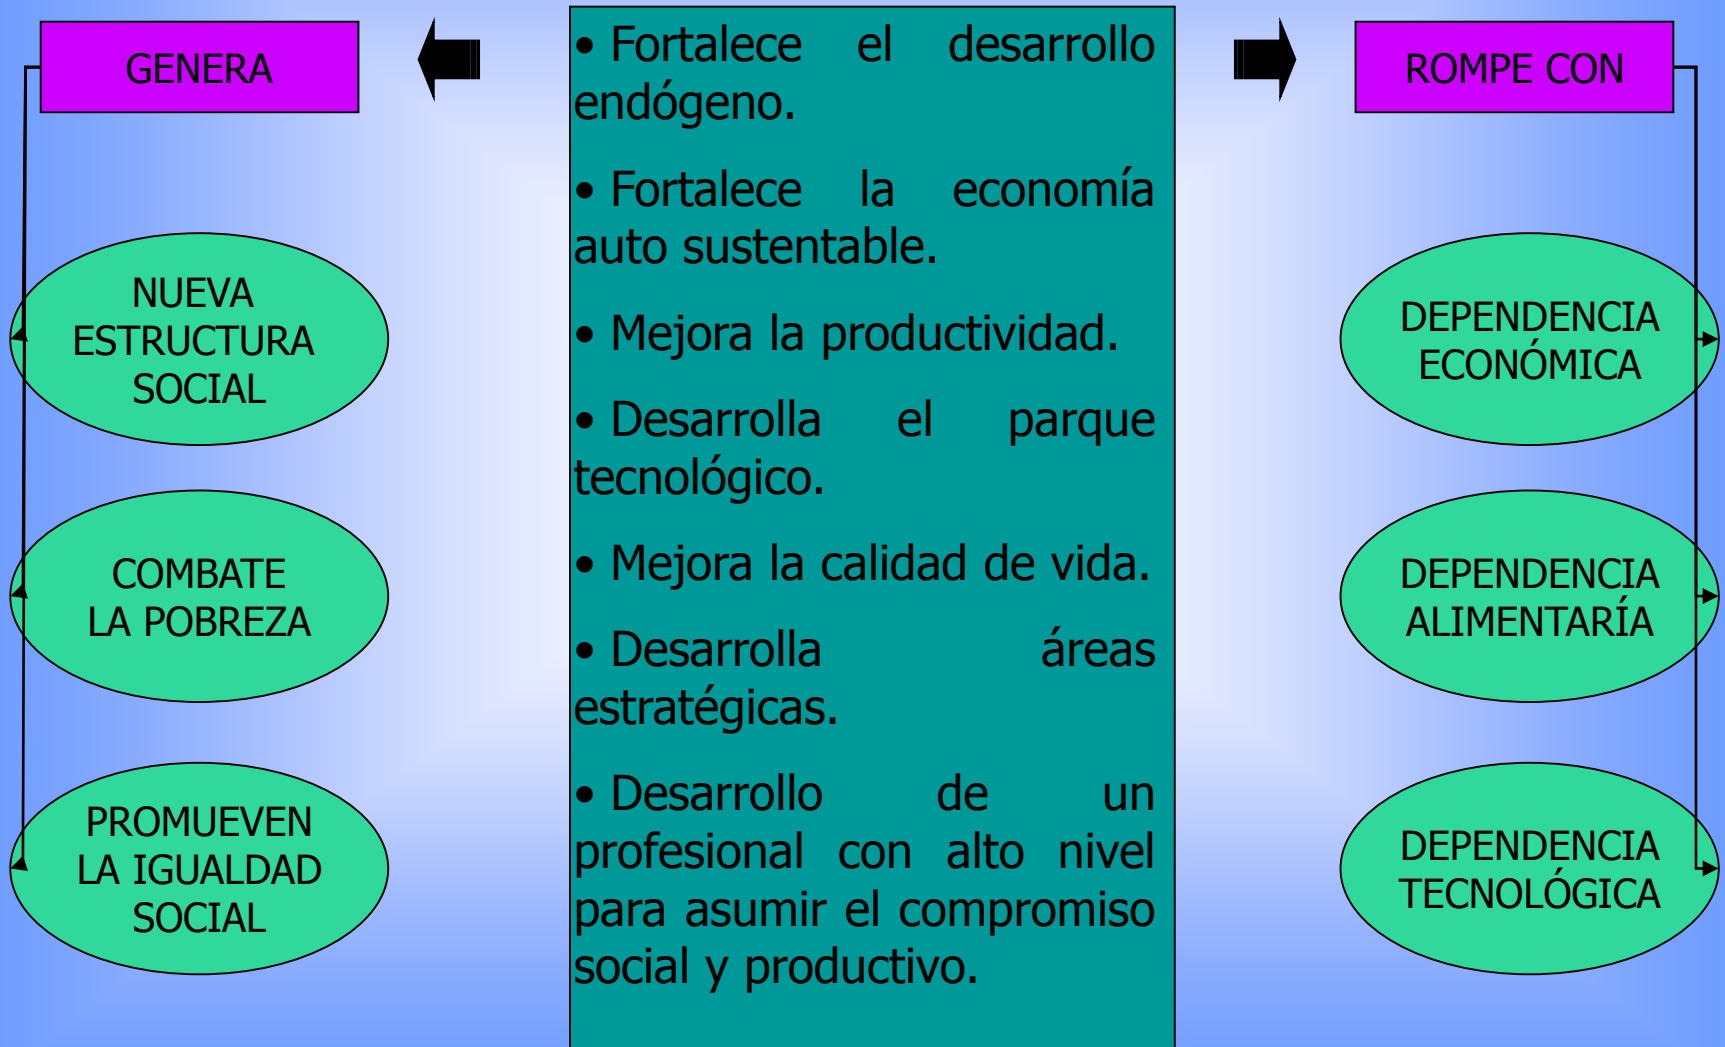 GENERA
NUEVA
ESTRUCTURA
SOCIAL
COMBATE
LA POBREZA
PROMUEVEN
LA IGUALDAD
SOCIAL
• Fortalece el desarrollo
endógeno.
• Fortalece la economía
auto sustentable.
• Mejora la productividad.
• Desarrolla el parque
tecnológico.
• Mejora la calidad de vida.
• Desarrolla áreas
estratégicas.
• Desarrollo de un
profesional con alto nivel
para asumir el compromiso
social y productivo.
ROMPE CON
DEPENDENCIA
ECONÓMICA
DEPENDENCIA
ALIMENTARÍA
DEPENDENCIA
TECNOLÓGICA